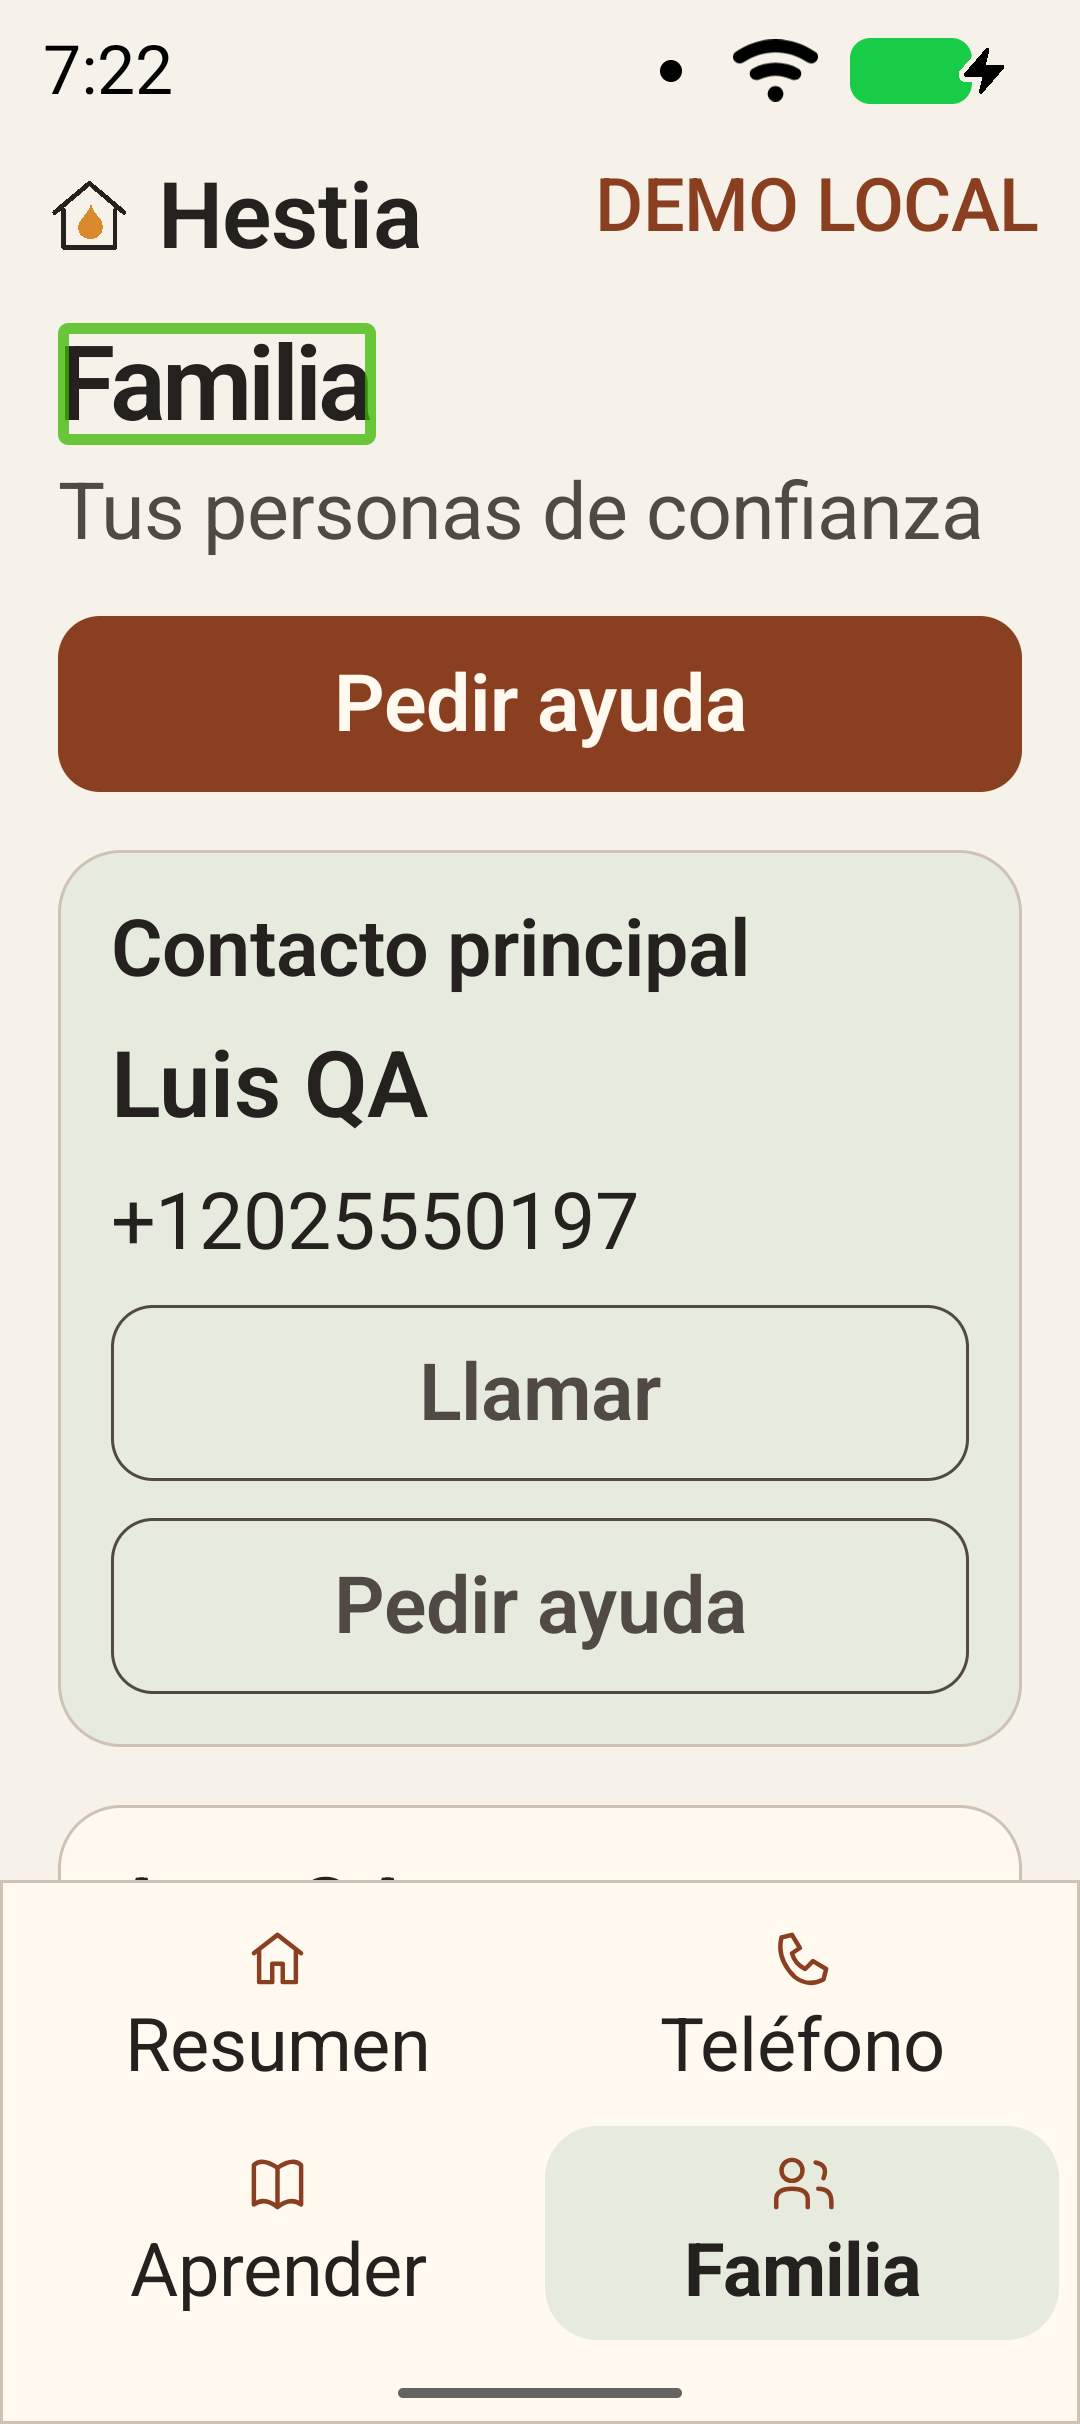 7:22
Hestia
DEMO LOCAL
Familia
Tus personas de confianza
Pedir ayuda
Contacto principal
Luis QA
+12025550197
Llamar
Pedir ayuda
Resumen
Teléfono
Aprender
Familia